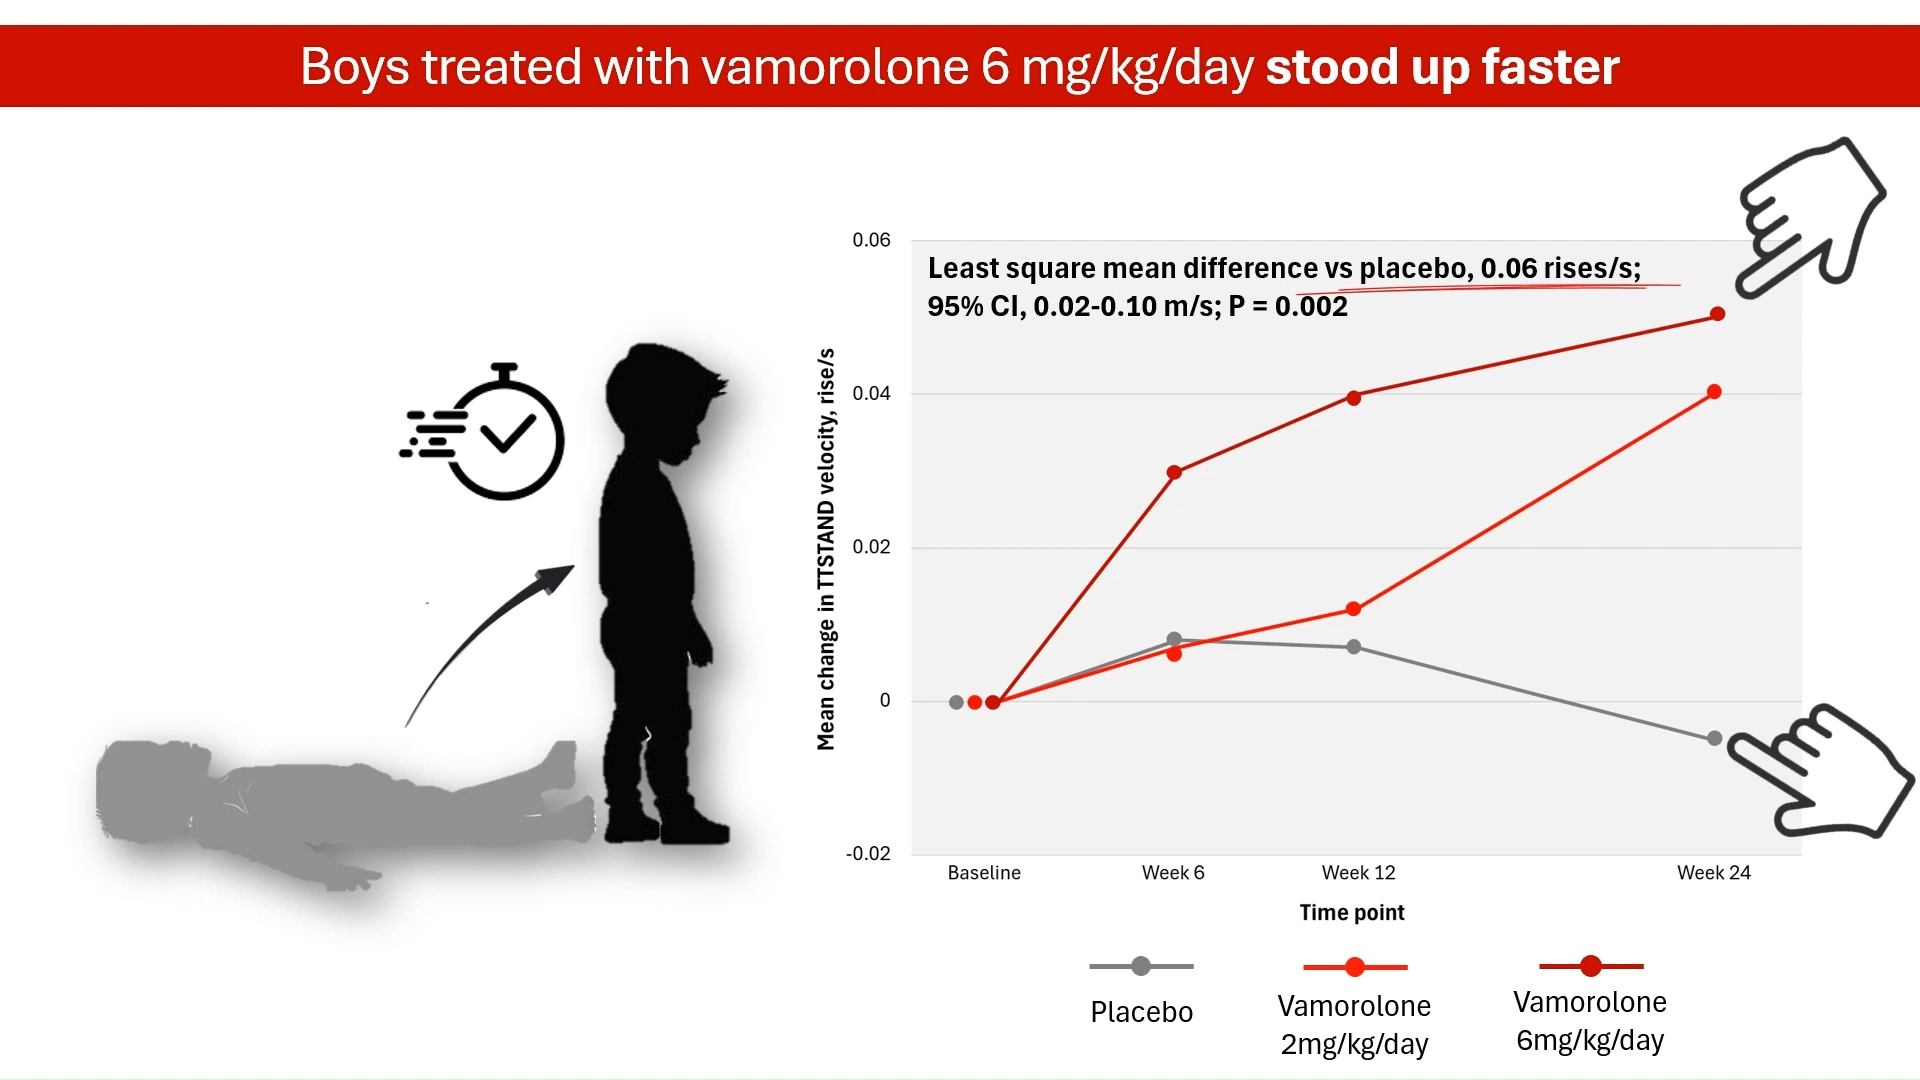 Boys treated with vamorolone 6 mg/kg/day stood up faster
Least square mean difference vs placebo, 0.06 rises/s;
95% CI, 0.02-0.10 m/s; P = 0.002
Mean change in TTSTAND velocity, rise/s
0.06
0.04
0.02
0
-0.02
Baseline
Week 6
Week 12
Week 24
Time point
Placebo
Vamorolone
2mg/kg/day
Vamorolone
6mg/kg/day